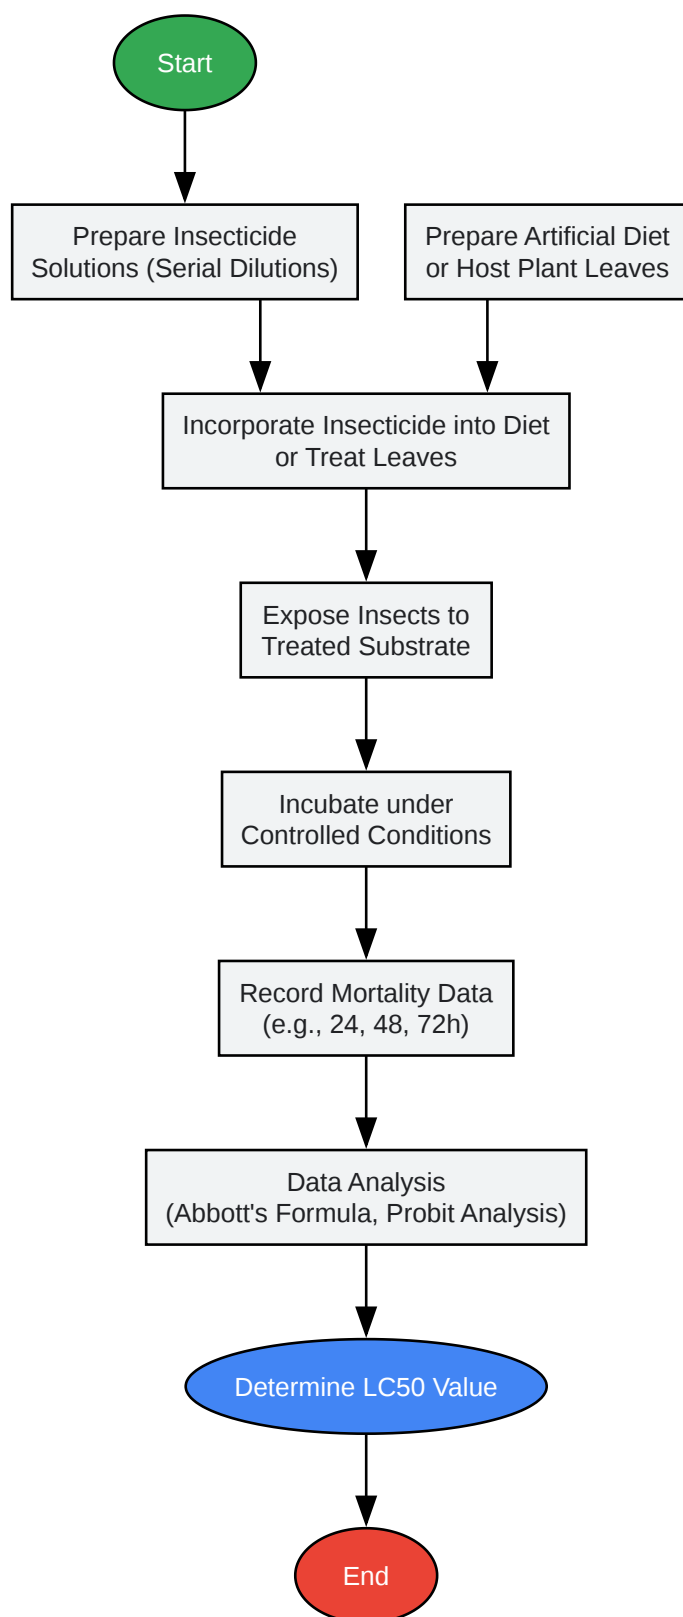 Start
Prepare Insecticide
Solutions (Serial Dilutions)
Prepare Artificial Diet
or Host Plant Leaves
Incorporate Insecticide into Diet
or Treat Leaves
Expose Insects to
Treated Substrate
Incubate under
Controlled Conditions
Record Mortality Data
(e.g., 24, 48, 72h)
Data Analysis
(Abbott's Formula, Probit Analysis)
Determine LC50 Value
End